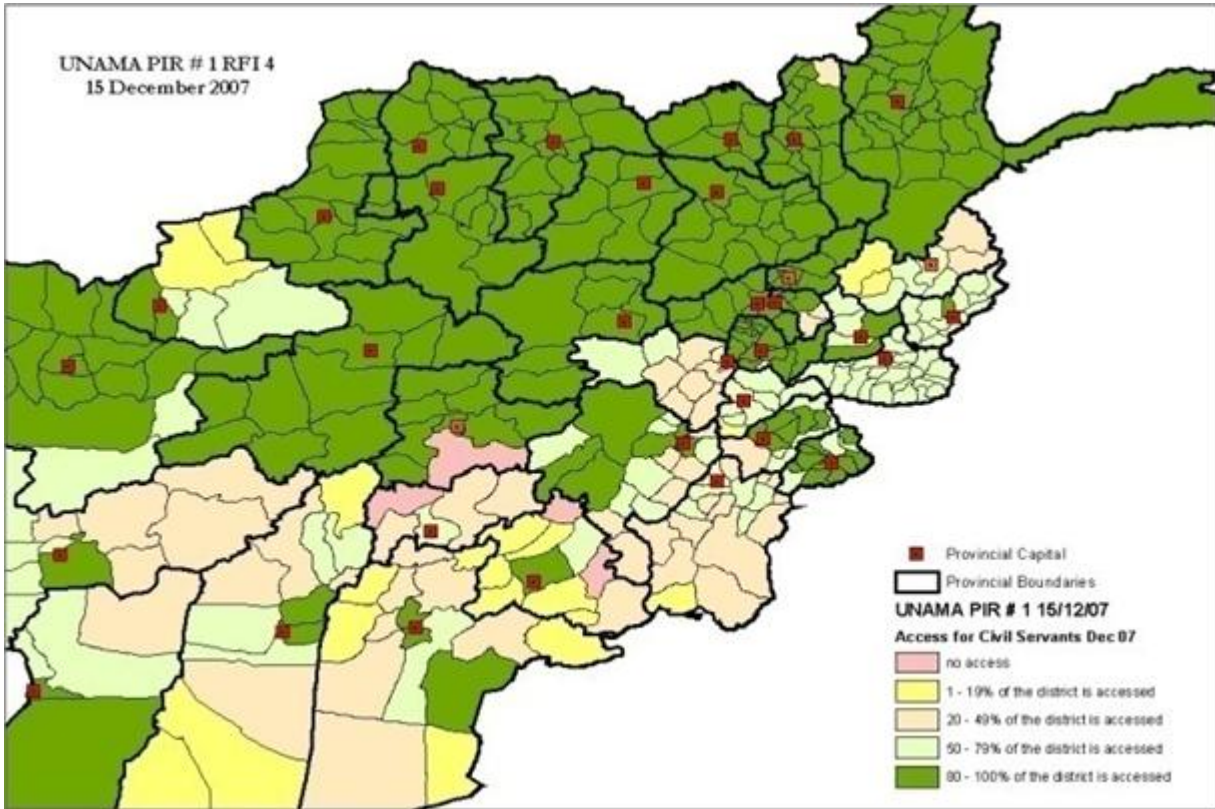 UNAMA PIR # 1 RFI 4
15 December 2007
Provincial Capital
Provincial Boundaries
UNAMA PIR # 1 15/12/07
Access for Civil Servants Dec 07
no access
1 - 19% of the district is accessed
20 - 49% of the district is accessed
50 - 79% of the district is accessed
80 - 100% of the district is accessed